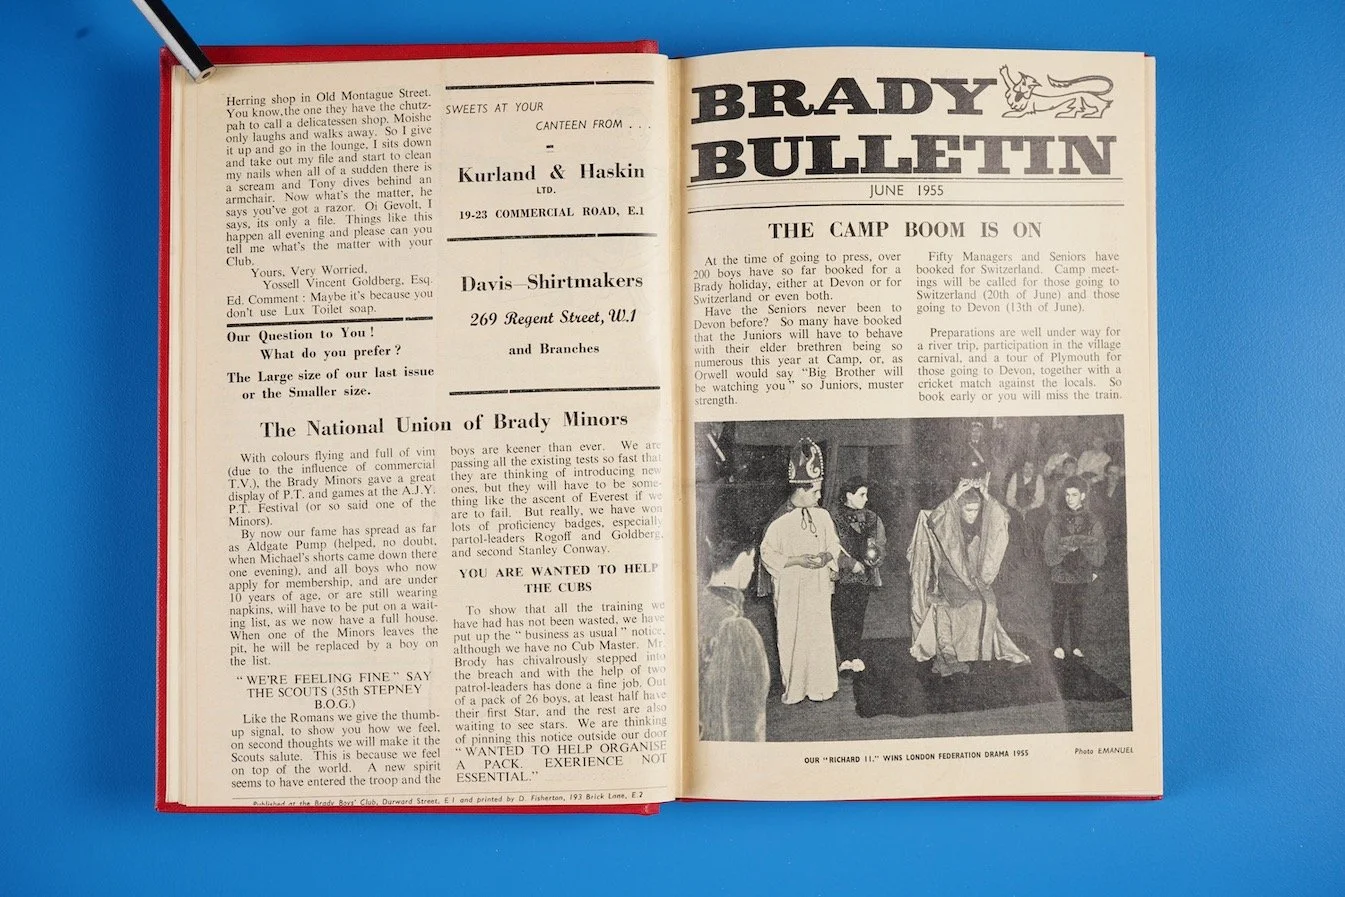 Herring shop in Old Montague Street.
You know,the one they have the chutz-
pah to call a delicatessen shop. Moishe
only laughs and walks away. So I give
it up and go in the lounge, I sits down
and take out my file and start to clean
my nails when all of a sudden there is
a scream and Tony dives behind an
armchair. Now what's the matter, he
says you've got a razor. Oi Gevolt, I
says, its only a file. Things like this
happen all evening and please can you
tell me what's the matter with your
Club.
Yours, Very Worried,
Yossell Vincent Goldberg, Esq.
Ed. Comment : Maybe it's because you
don't use Lux Toilet soap.
Our Question to You !
What do you prefer ?
The Large size of our last issue
or the Smaller size.
SWEETS AT YOUR
CANTEEN FROM . . .
Kurland & Haskin
LTD.
19-23 COMMERCIAL ROAD, E.1
Davis—Shirtmakers
269 Regent Street, W.1
and Branches
The National Union of Brady Minors
With colours flying and full of vim
(due to the influence of commercial
T.V.), the Brady Minors gave a great
display of P.T. and games at the A.J.Y.
P.T. Festival (or so said one of the
Minors).
By now our fame has spread as far
as Aldgate Pump (helped, no doubt,
when Michael's shorts came down there
one evening), and all boys who now
apply for membership, and are under
10 years of age, or are still wearing
napkins, will have to be put on a wait-
ing list, as we now have a full house.
When one of the Minors leaves the
pit, he will be replaced by a boy on
the list.
"WE'RE FEELING FINE" SAY
THE SCOUTS (35th STEPNEY
B.O.G.)
Like the Romans we give the thumb-
up signal, to show you how we feel,
on second thoughts we will make it the
Scouts salute. This is because we feel
on top of the world. A new spirit
seems to have entered the troop and the
boys are keener than ever. We are
passing all the existing tests so fast that
they are thinking of introducing new
ones, but they will have to be some-
thing like the ascent of Everest if we
are to fail. But really, we have won
lots of proficiency badges, especially
partol-leaders Rogoff and Goldberg,
and second Stanley Conway.
YOU ARE WANTED TO HELP
THE CUBS
To show that all the training we
have had has not been wasted, we have
put up the "business as usual" notice,
although we have no Cub Master. Mr.
Brody has chivalrously stepped into
the breach and with the help of two
patrol-leaders has done a fine job. Out
of a pack of 26 boys, at least half have
their first Star, and the rest are also
waiting to see stars. We are thinking
of pinning this notice outside our door
"WANTED TO HELP ORGANISE
A PACK. EXERIENCE NOT
ESSENTIAL."
Published at the Brady Boys' Club, Durward Street, E.1 and printed by D. Fisherton, 193 Brick Lane, E.2
BRADY
BULLETIN
JUNE 1955
THE CAMP BOOM IS ON
At the time of going to press, over
200 boys have so far booked for a
Brady holiday, either at Devon or for
Switzerland or even both.
Have the Seniors never been to
Devon before? So many have booked
that the Juniors will have to behave
with their elder brethren being so
numerous this year at Camp, or, as
Orwell would say "Big Brother will
be watching you" so Juniors, muster
strength.
Fifty Managers and Seniors have
booked for Switzerland. Camp meet-
ings will be called for those going to
Switzerland (20th of June) and those
going to Devon (13th of June).
Preparations are well under way for
a river trip, participation in the village
carnival, and a tour of Plymouth for
those going to Devon, together with a
cricket match against the locals. So
book early or you will miss the train.
OUR "RICHARD II." WINS LONDON FEDERATION DRAMA 1955
Photo EMANUEL